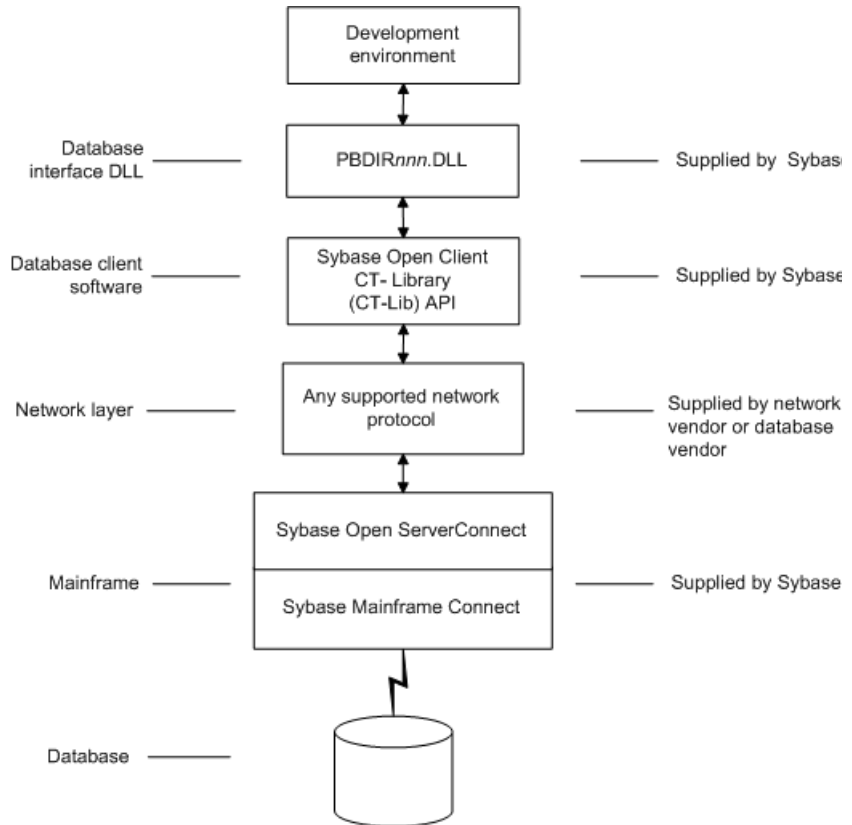 Development
environment
Database
interface DLL
PBDIRnnn.DLL
Supplied by Sybase
Database client
software
Sybase Open Client
CT- Library
(CT-Lib) API
Supplied by Sybase
Network layer
Any supported network
protocol
Supplied by network
vendor or database
vendor
Sybase Open ServerConnect
Mainframe
Supplied by Sybase
Sybase Mainframe Connect
Database